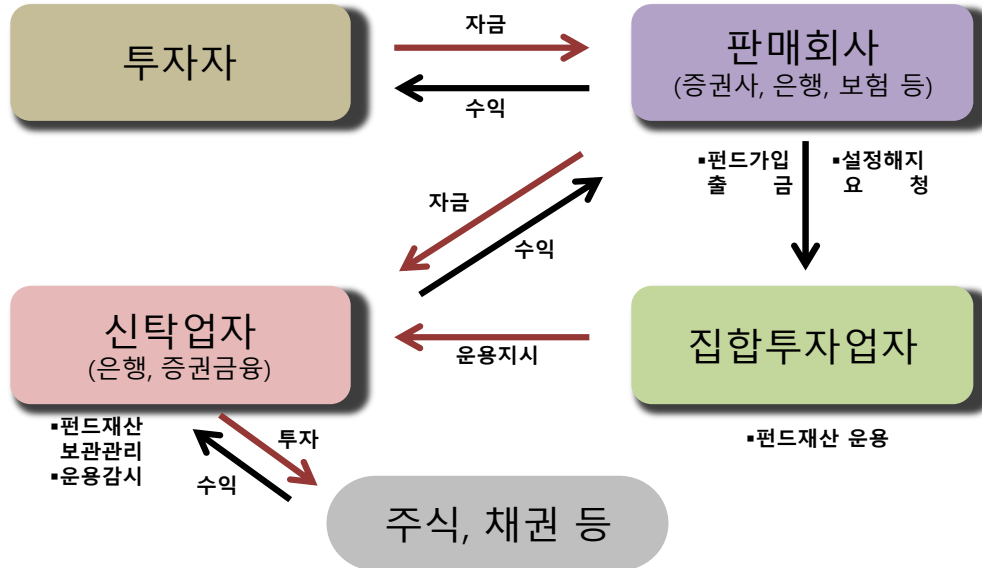 자금
투자자
판매회사
(증권사, 은행, 보험 등)
수익
▪펀드가입
출 금
▪설정해지
요 청
자금
수익
신탁업자
(은행, 증권금융)
운용지시
집합투자업자
▪펀드재산
보관관리
▪운용감시
투자
수익
▪펀드재산 운용
주식, 채권 등